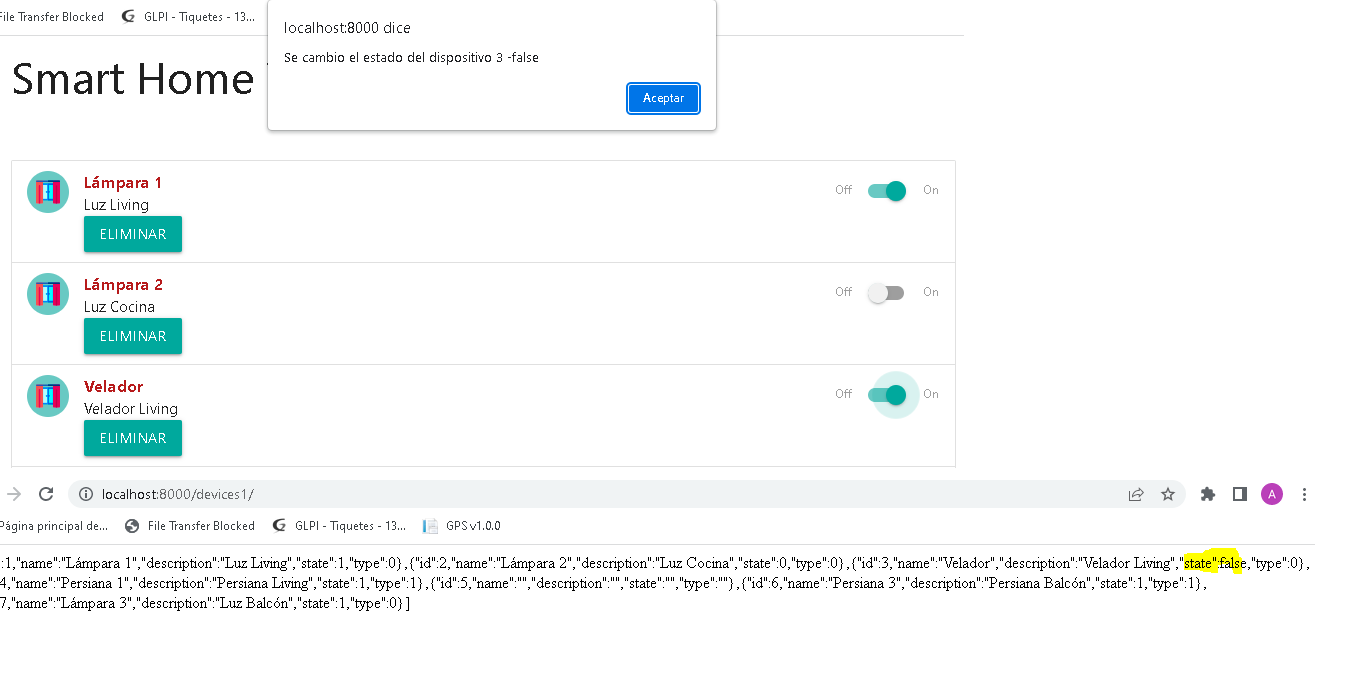 File Transfer Blocked GLPI - Tiquetes - 13...
localhost:8000 dice
Se cambio el estado del dispositivo 3 -false
Aceptar
Smart Home
Lámpara 1
Luz Living
ELIMINAR
Off On
Lámpara 2
Luz Cocina
ELIMINAR
Off On
Velador
Velador Living
ELIMINAR
Off On
localhost:8000/devices1/
A
Página principal de... File Transfer Blocked GLPI - Tiquetes - 13... GPS v1.0.0
:1,"name":"Lámpara 1","description":"Luz Living","state":1,"type":0},{"id":2,"name":"Lámpara 2","description":"Luz Cocina","state":0,"type":0},{"id":3,"name":"Velador","description":"Velador Living","state":false,"type":0},
4,"name":"Persiana 1","description":"Persiana Living","state":1,"type":1},{"id":5,"name":"","description":"","state":"","type":""},{"id":6,"name":"Persiana 3","description":"Persiana Balcón","state":1,"type":1},
7,"name":"Lámpara 3","description":"Luz Balcón","state":1,"type":0}]